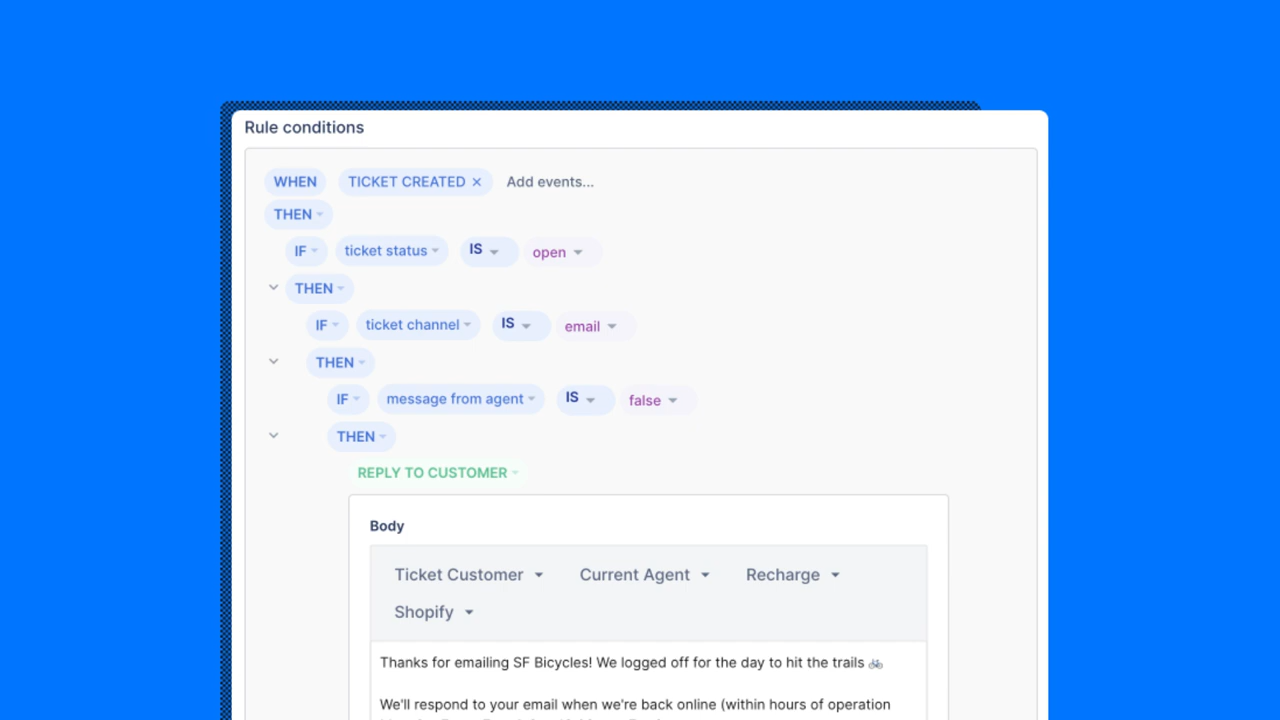 Rule conditions
WHEN TICKET CREATED × Add events...
THEN
IF ticket status IS open
THEN
IF ticket channel IS email
THEN
IF message from agent IS false
THEN
REPLY TO CUSTOMER
Body
Ticket Customer Current Agent Recharge
Shopify
Thanks for emailing SF Bicycles! We logged off for the day to hit the trails 🚲
We'll respond to your email when we're back online (within hours of operation